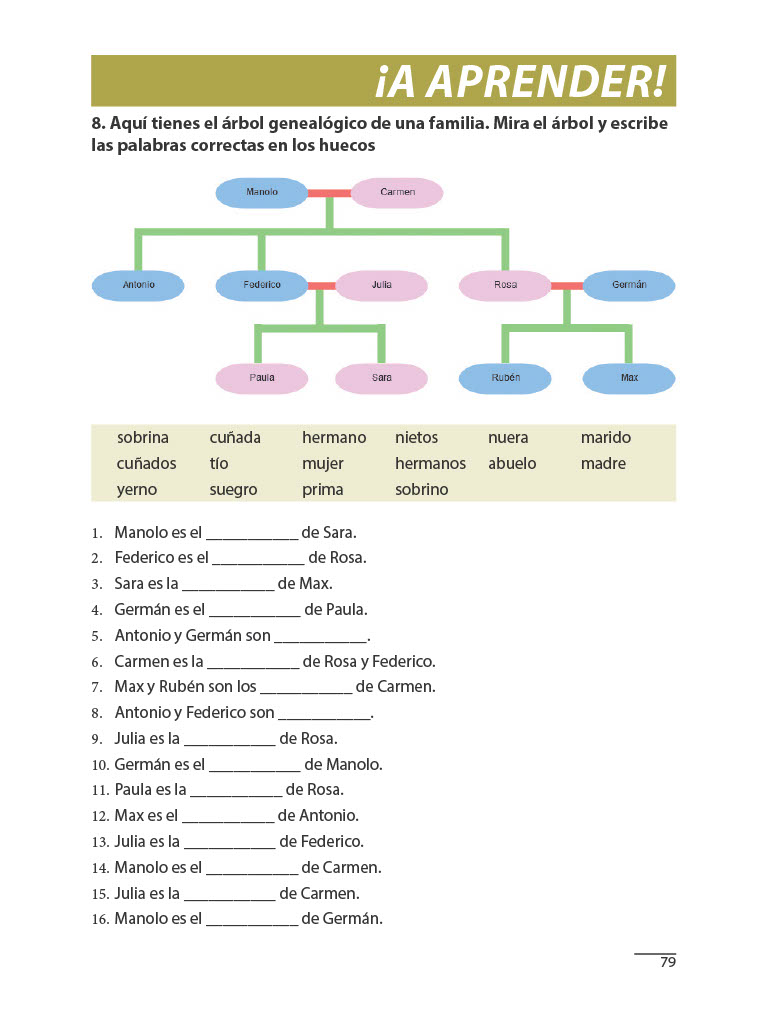 ¡A APRENDER!
8. Aquí tienes el árbol genealógico de una familia. Mira el árbol y escribe
las palabras correctas en los huecos
Manolo Carmen
Antonio Federico Julia Rosa Germán
Paula Sara Rubén Max
sobrina cuñada hermano nietos nuera marido
cuñados tío mujer hermanos abuelo madre
yerno suegro prima sobrino
1. Manolo es el ___________ de Sara.
2. Federico es el ___________ de Rosa.
3. Sara es la ___________ de Max.
4. Germán es el ___________ de Paula.
5. Antonio y Germán son ___________.
6. Carmen es la ___________ de Rosa y Federico.
7. Max y Rubén son los ___________ de Carmen.
8. Antonio y Federico son ___________.
9. Julia es la ___________ de Rosa.
10. Germán es el ___________ de Manolo.
11. Paula es la ___________ de Rosa.
12. Max es el ___________ de Antonio.
13. Julia es la ___________ de Federico.
14. Manolo es el ___________ de Carmen.
15. Julia es la ___________ de Carmen.
16. Manolo es el ___________ de Germán.
79